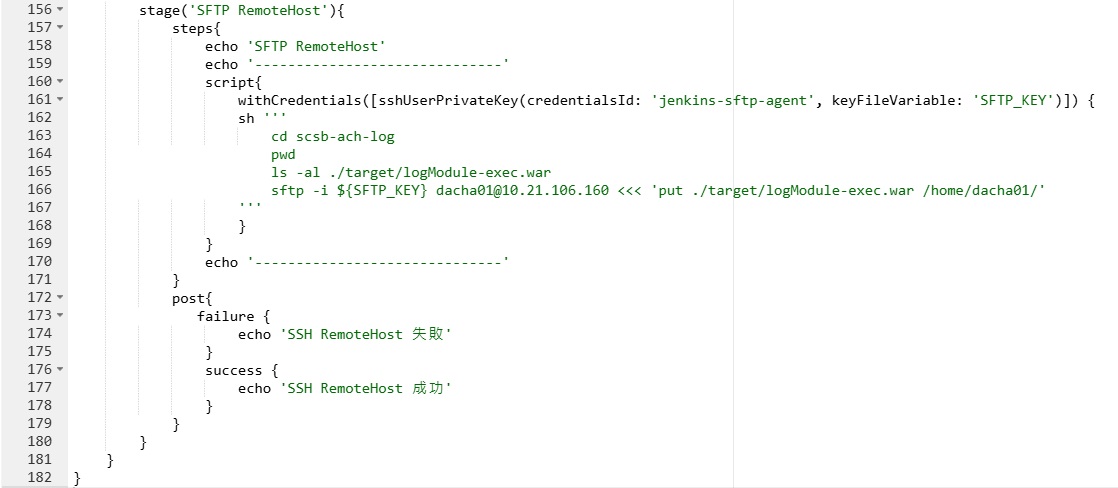 156 stage('SFTP RemoteHost'){
157 steps{
158 echo 'SFTP RemoteHost'
159 echo '------------------------------'
160 script{
161 withCredentials([sshUserPrivateKey(credentialsId: 'jenkins-sftp-agent', keyFileVariable: 'SFTP_KEY')]) {
162 sh '''
163 cd scsb-ach-log
164 pwd
165 ls -al ./target/logModule-exec.war
166 sftp -i ${SFTP_KEY} dacha01@10.21.106.160 <<< 'put ./target/logModule-exec.war /home/dacha01/'
167 '''
168 }
169 }
170 echo '------------------------------'
171 }
172 post{
173 failure {
174 echo 'SSH RemoteHost 失敗'
175 }
176 success {
177 echo 'SSH RemoteHost 成功'
178 }
179 }
180 }
181 }
182 }